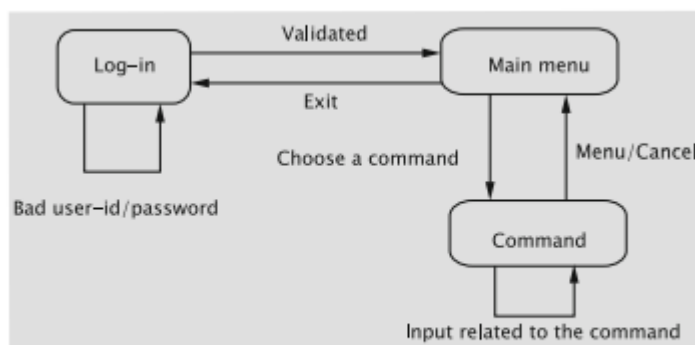 Validated
Log-in
Main menu
Exit
Choose a command
Menu/Cancel
Bad user-id/password
Command
Input related to the command